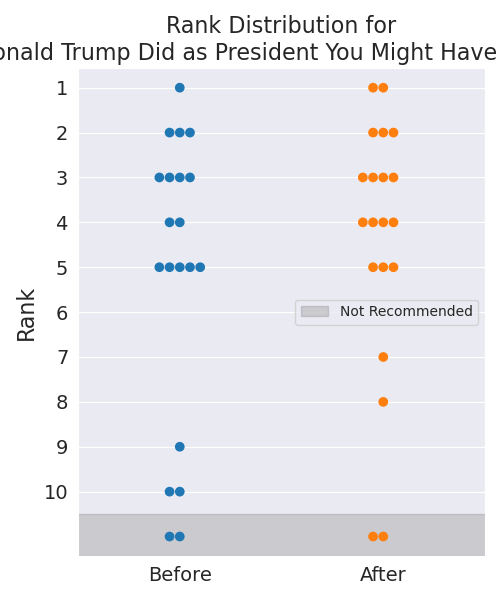 Rank Distribution for
Donald Trump Did as President You Might Have
1
2
3
4
5
6
7
8
9
10
Rank
Not Recommended
Before
After